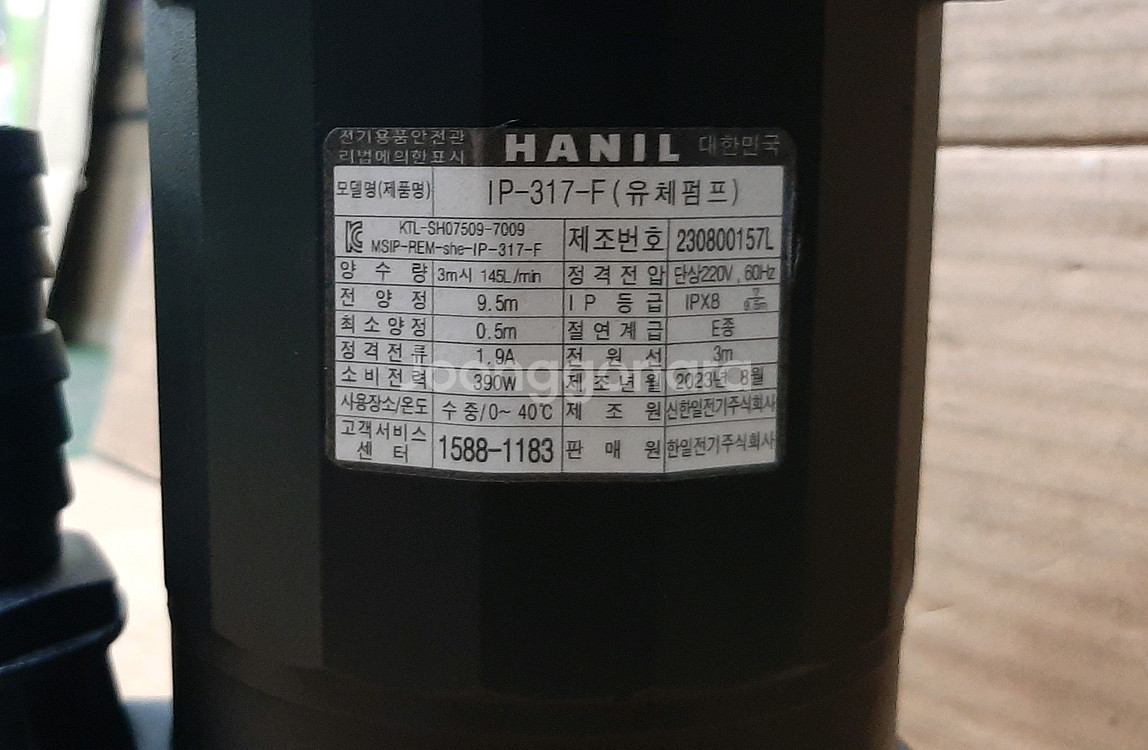 전기용품안전관
리법에의한표시
HANIL 대한민국
모델명(제품명) IP-317-F(유체펌프)
KTL-SH07509-7009
MSIP-REM-she-IP-317-F
제조번호 230800157L
양수량 3m시 145L/min 정격전압 단상220V, 60Hz
전양정 9.5m IP등급 IPX8 9.5m
최소양정 0.5m 절연계급 E종
정격전류 1.9A 전원선 3m
소비전력 390W 제조년월 2023년 8월
사용장소/온도 수중/0~40℃ 제조원 신한일전기주식회사
고객서비스
센터 1588-1183 판매원 한일전기주식회사
joonggonara